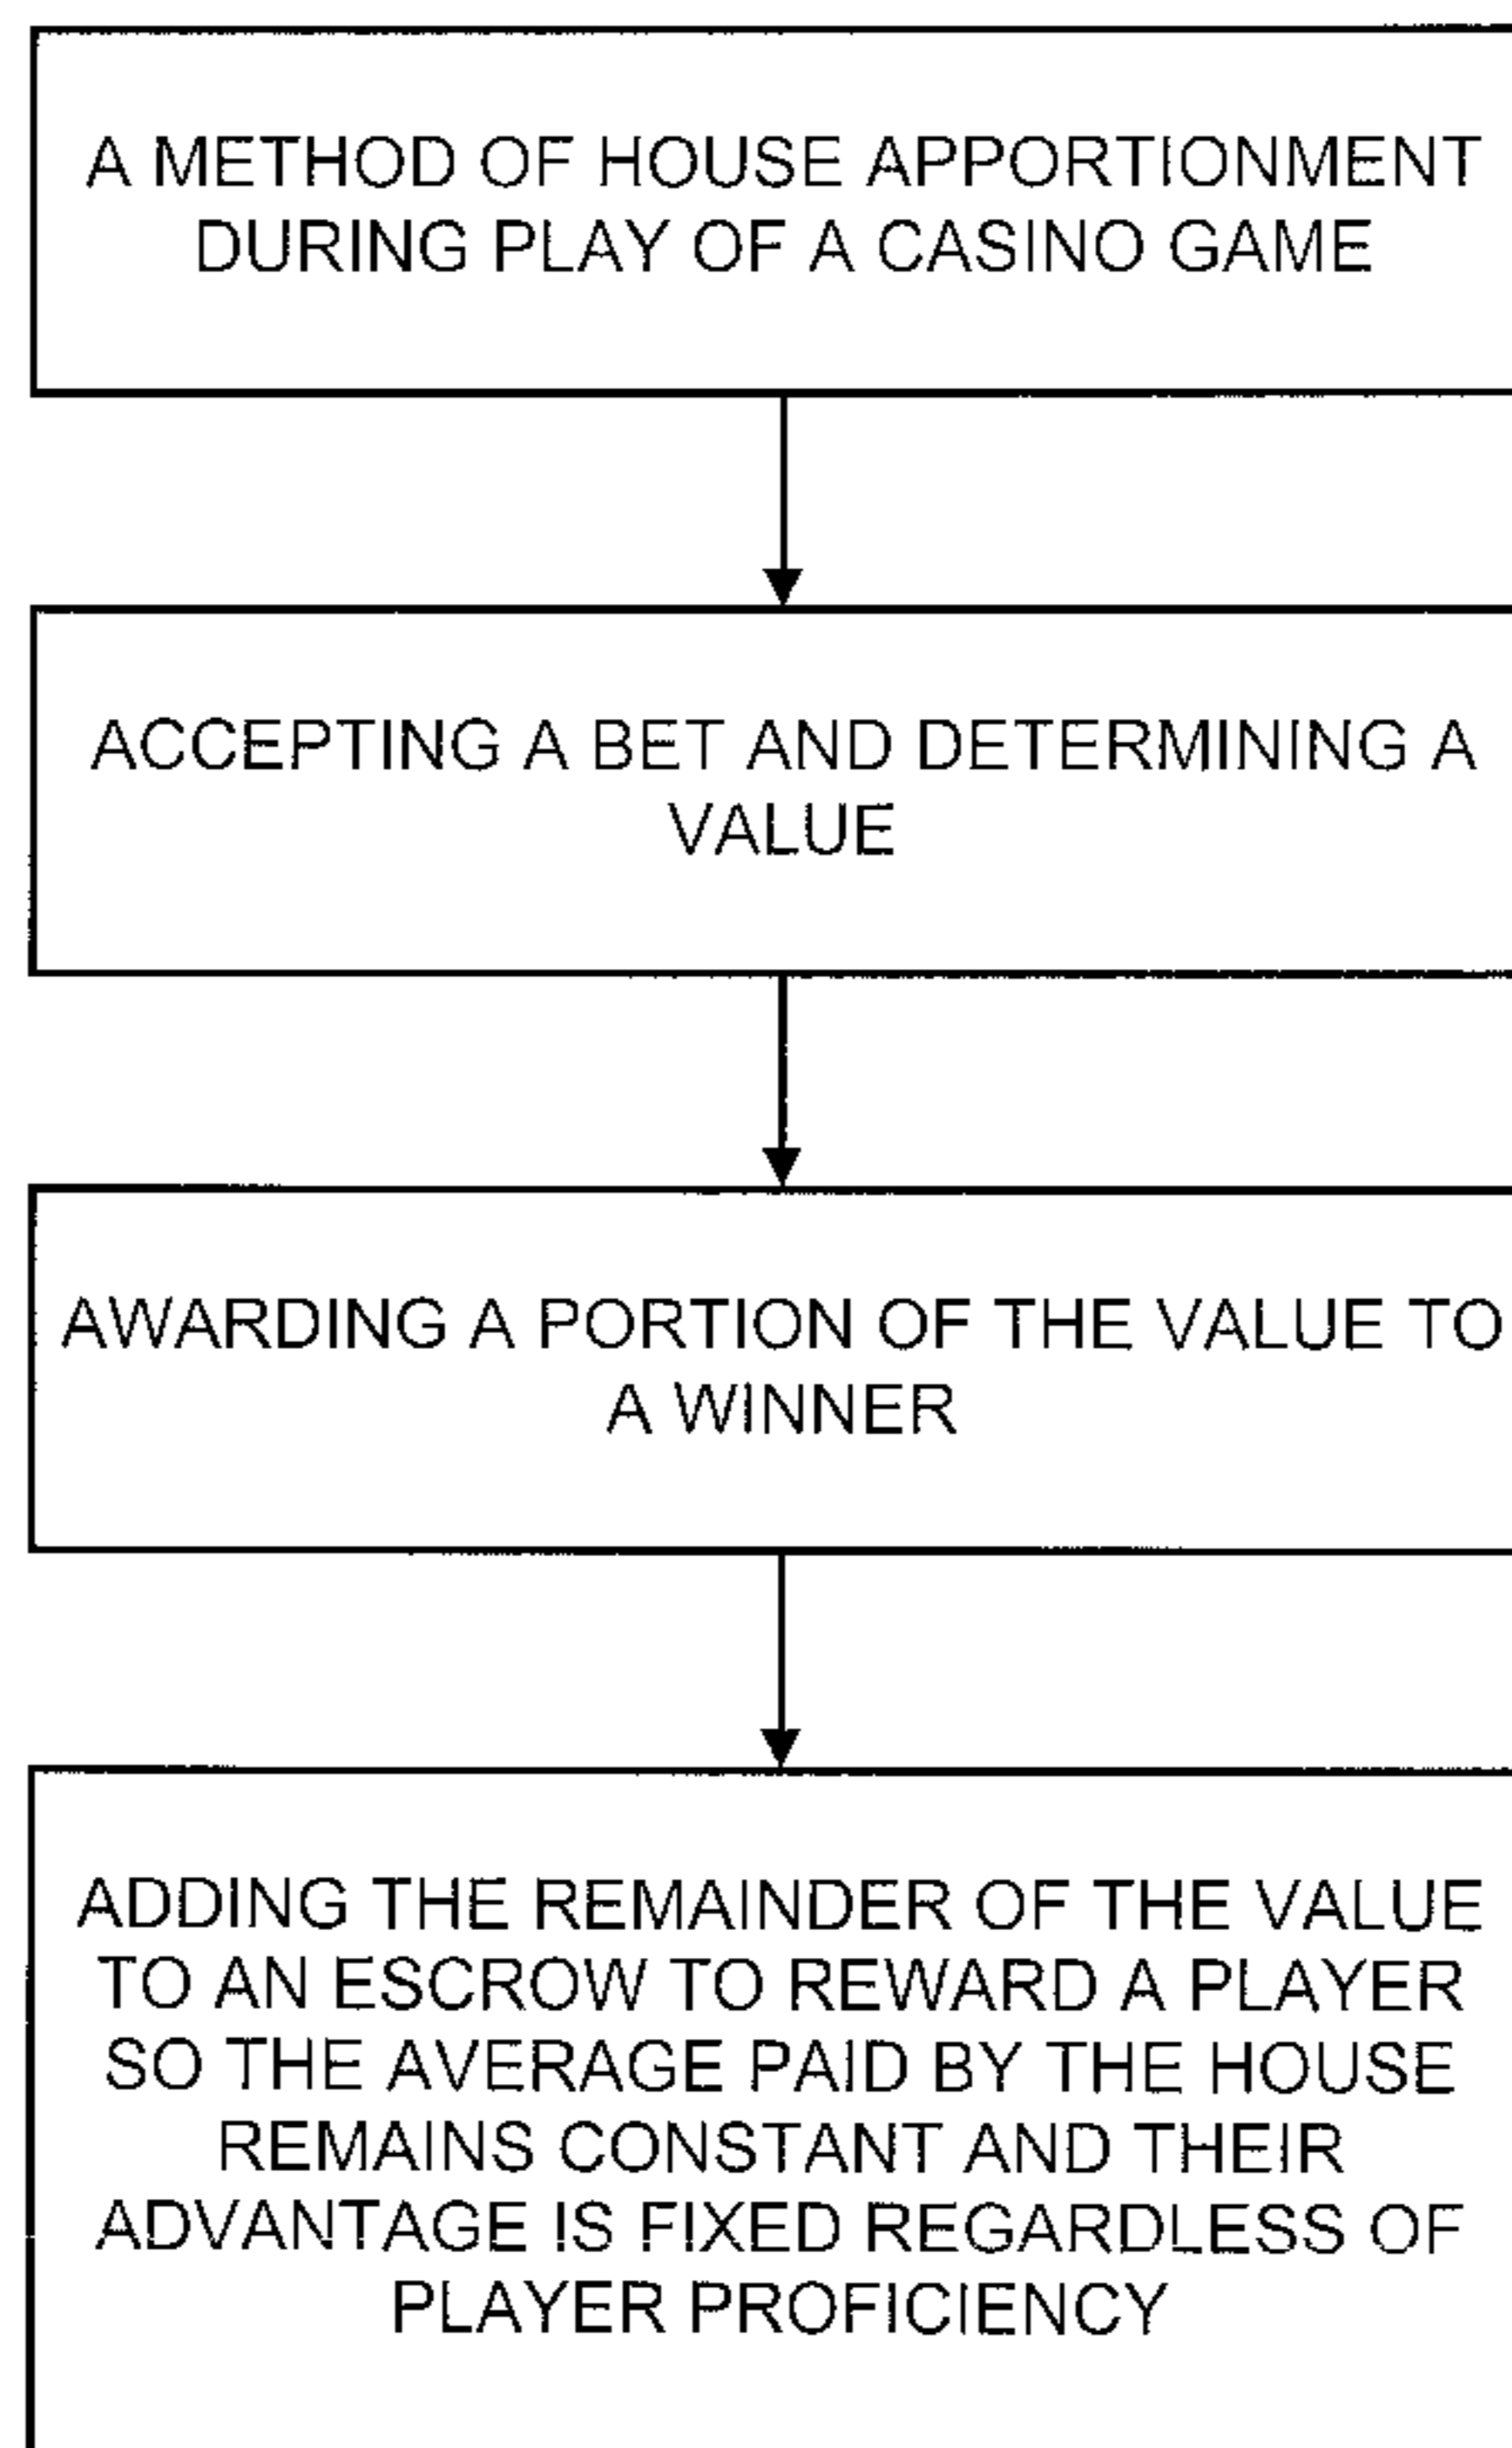 A METHOD OF HOUSE APPORTIONMENT
DURING PLAY OF A CASINO GAME
ACCEPTING A BET AND DETERMINING A
VALUE
AWARDING A PORTION OF THE VALUE TO
A WINNER
ADDING THE REMAINDER OF THE VALUE
TO AN ESCROW TO REWARD A PLAYER
SO THE AVERAGE PAID BY THE HOUSE
REMAINS CONSTANT AND THEIR
ADVANTAGE IS FIXED REGARDLESS OF
PLAYER PROFICIENCY